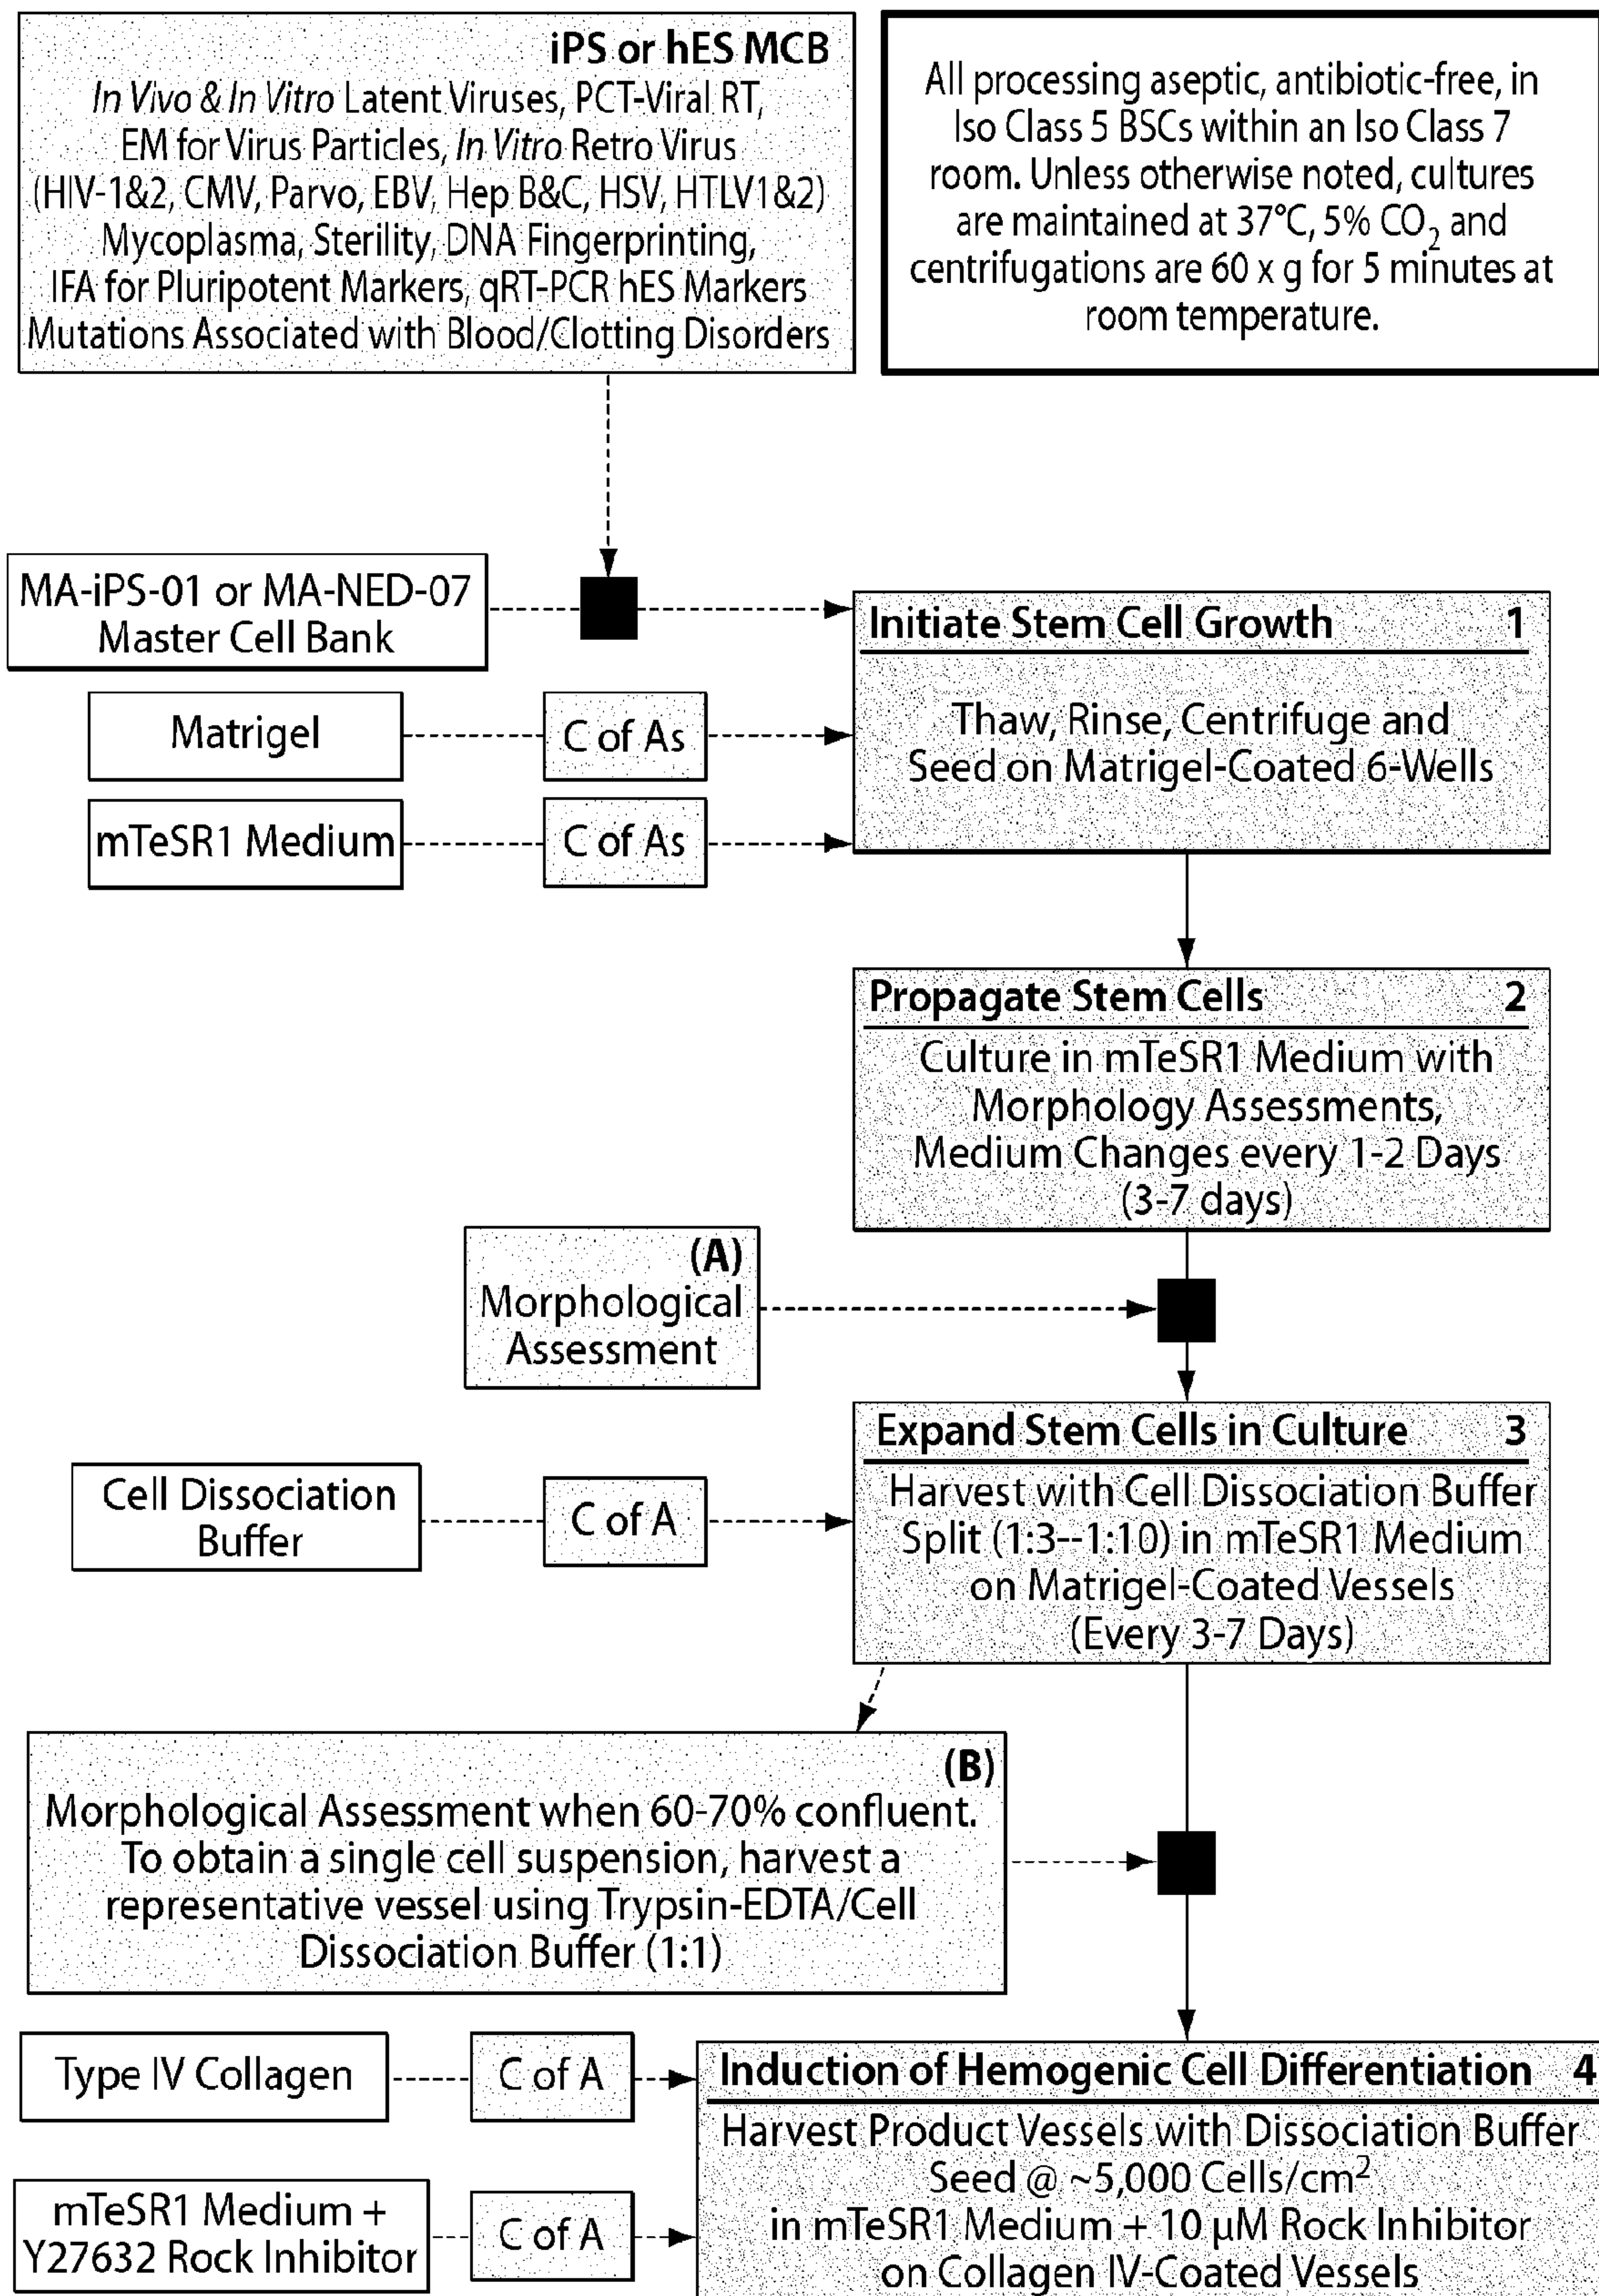 iPS or hES MCB
In Vivo & In Vitro Latent Viruses, PCT-Viral RT,
EM for Virus Particles, In Vitro Retro Virus
(HIV-1&2, CMV, Parvo, EBV, Hep B&C, HSV, HTLV1&2)
Mycoplasma, Sterility, DNA Fingerprinting,
IFA for Pluripotent Markers, qRT-PCR hES Markers
Mutations Associated with Blood/Clotting Disorders
All processing aseptic, antibiotic-free, in
Iso Class 5 BSCs within an Iso Class 7
room. Unless otherwise noted, cultures
are maintained at 37°C, 5% CO₂ and
centrifugations are 60 x g for 5 minutes at
room temperature.
MA-iPS-01 or MA-NED-07
Master Cell Bank
Initiate Stem Cell Growth 1
Thaw, Rinse, Centrifuge and
Seed on Matrigel-Coated 6-Wells
Matrigel
C of As
mTeSR1 Medium
C of As
Propagate Stem Cells 2
Culture in mTeSR1 Medium with
Morphology Assessments,
Medium Changes every 1-2 Days
(3-7 days)
(A)
Morphological
Assessment
Expand Stem Cells in Culture 3
Harvest with Cell Dissociation Buffer
Split (1:3--1:10) in mTeSR1 Medium
on Matrigel-Coated Vessels
(Every 3-7 Days)
Cell Dissociation
Buffer
C of A
(B)
Morphological Assessment when 60-70% confluent.
To obtain a single cell suspension, harvest a
representative vessel using Trypsin-EDTA/Cell
Dissociation Buffer (1:1)
Type IV Collagen
C of A
Induction of Hemogenic Cell Differentiation 4
Harvest Product Vessels with Dissociation Buffer
Seed @ ~5,000 Cells/cm²
in mTeSR1 Medium + 10 μM Rock Inhibitor
on Collagen IV-Coated Vessels
mTeSR1 Medium +
Y27632 Rock Inhibitor
C of A